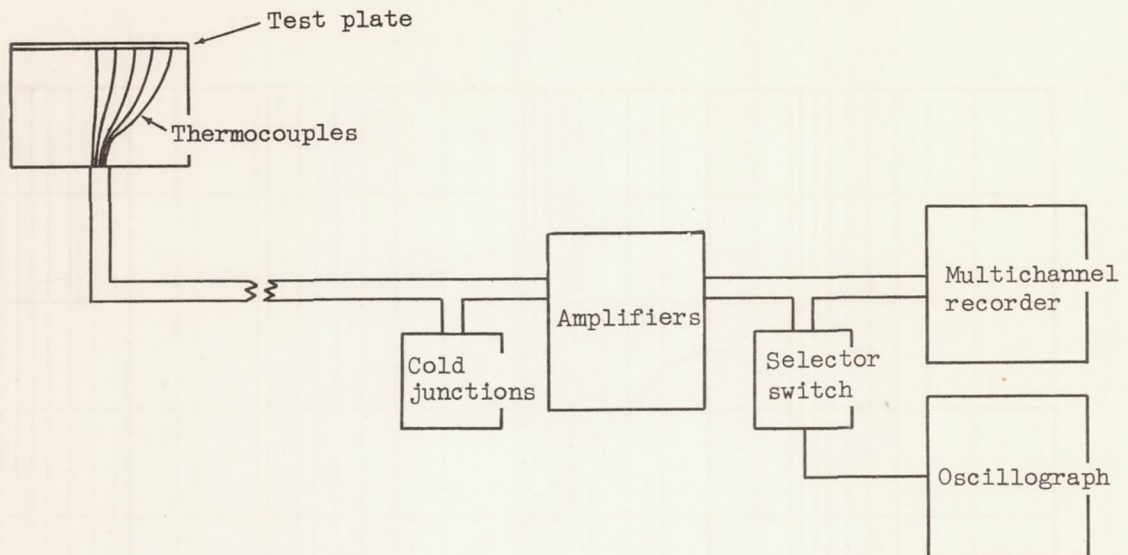 Test plate
Thermocouples
Multichannel
recorder
Amplifiers
Cold
junctions
Selector
switch
Oscillograph